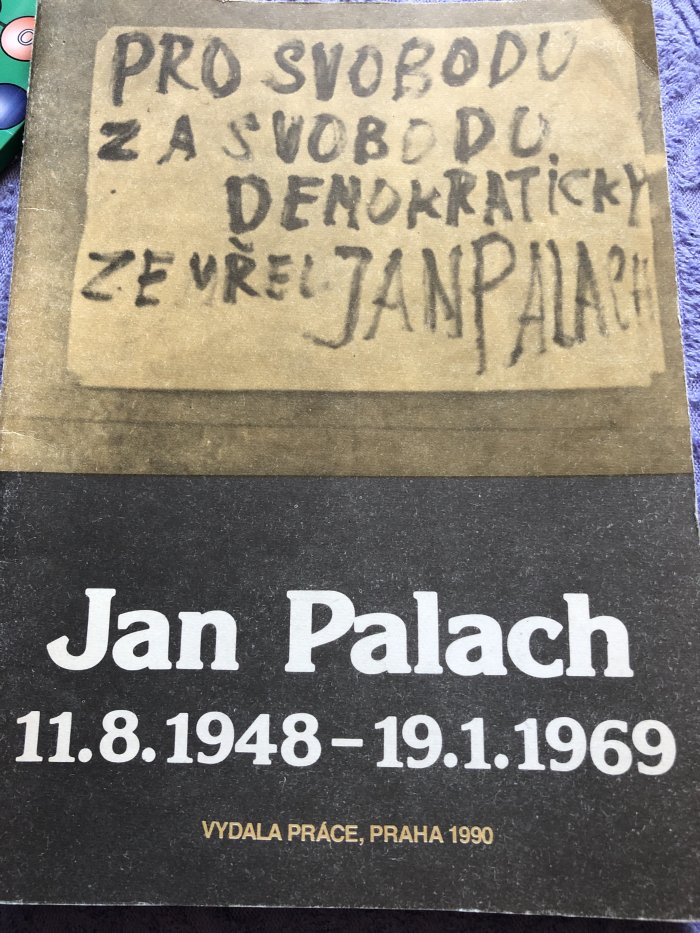 PRO SVOBODU
ZA SVOBODU
DEMOKRATiCKY
ZEMŘEL JAN PALACH
Jan Palach
11.8.1948 – 19.1.1969
VYDALA PRÁCE, PRAHA 1990